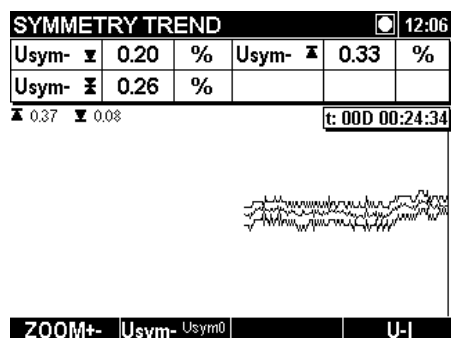 SYMMETRY TREND 12:06
Usym- 0.20 % Usym- 0.33 %
Usym- 0.26 %
0.37 0.08 t: 00D 00:24:34
ZOOM+- Usym- Usym0 U-I